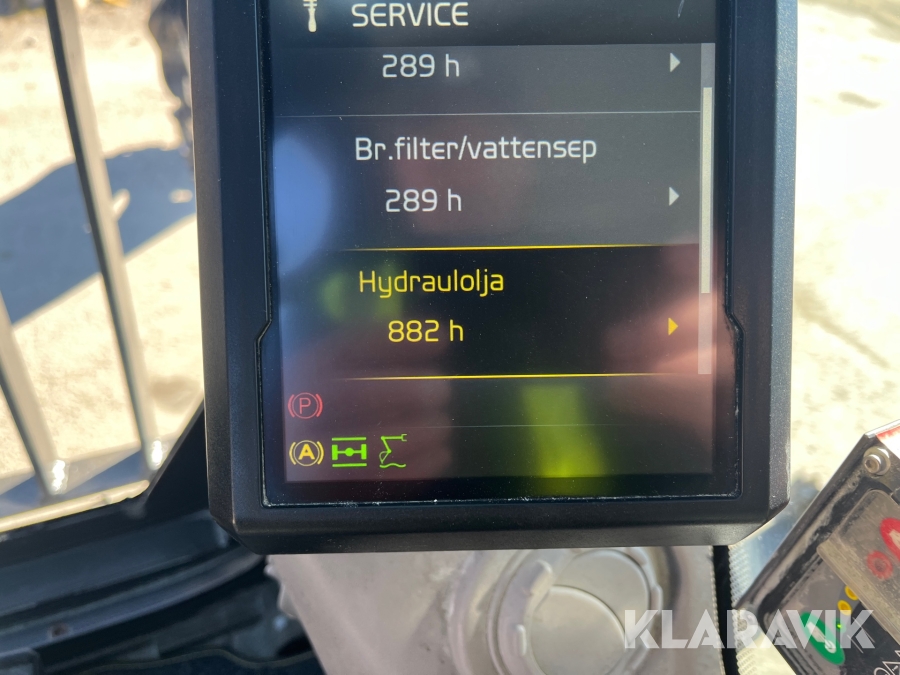 SERVICE
289 h
Br.filter/vattensep
289 h
Hydraulolja
882 h
(P)
(A)
KLARAVIK